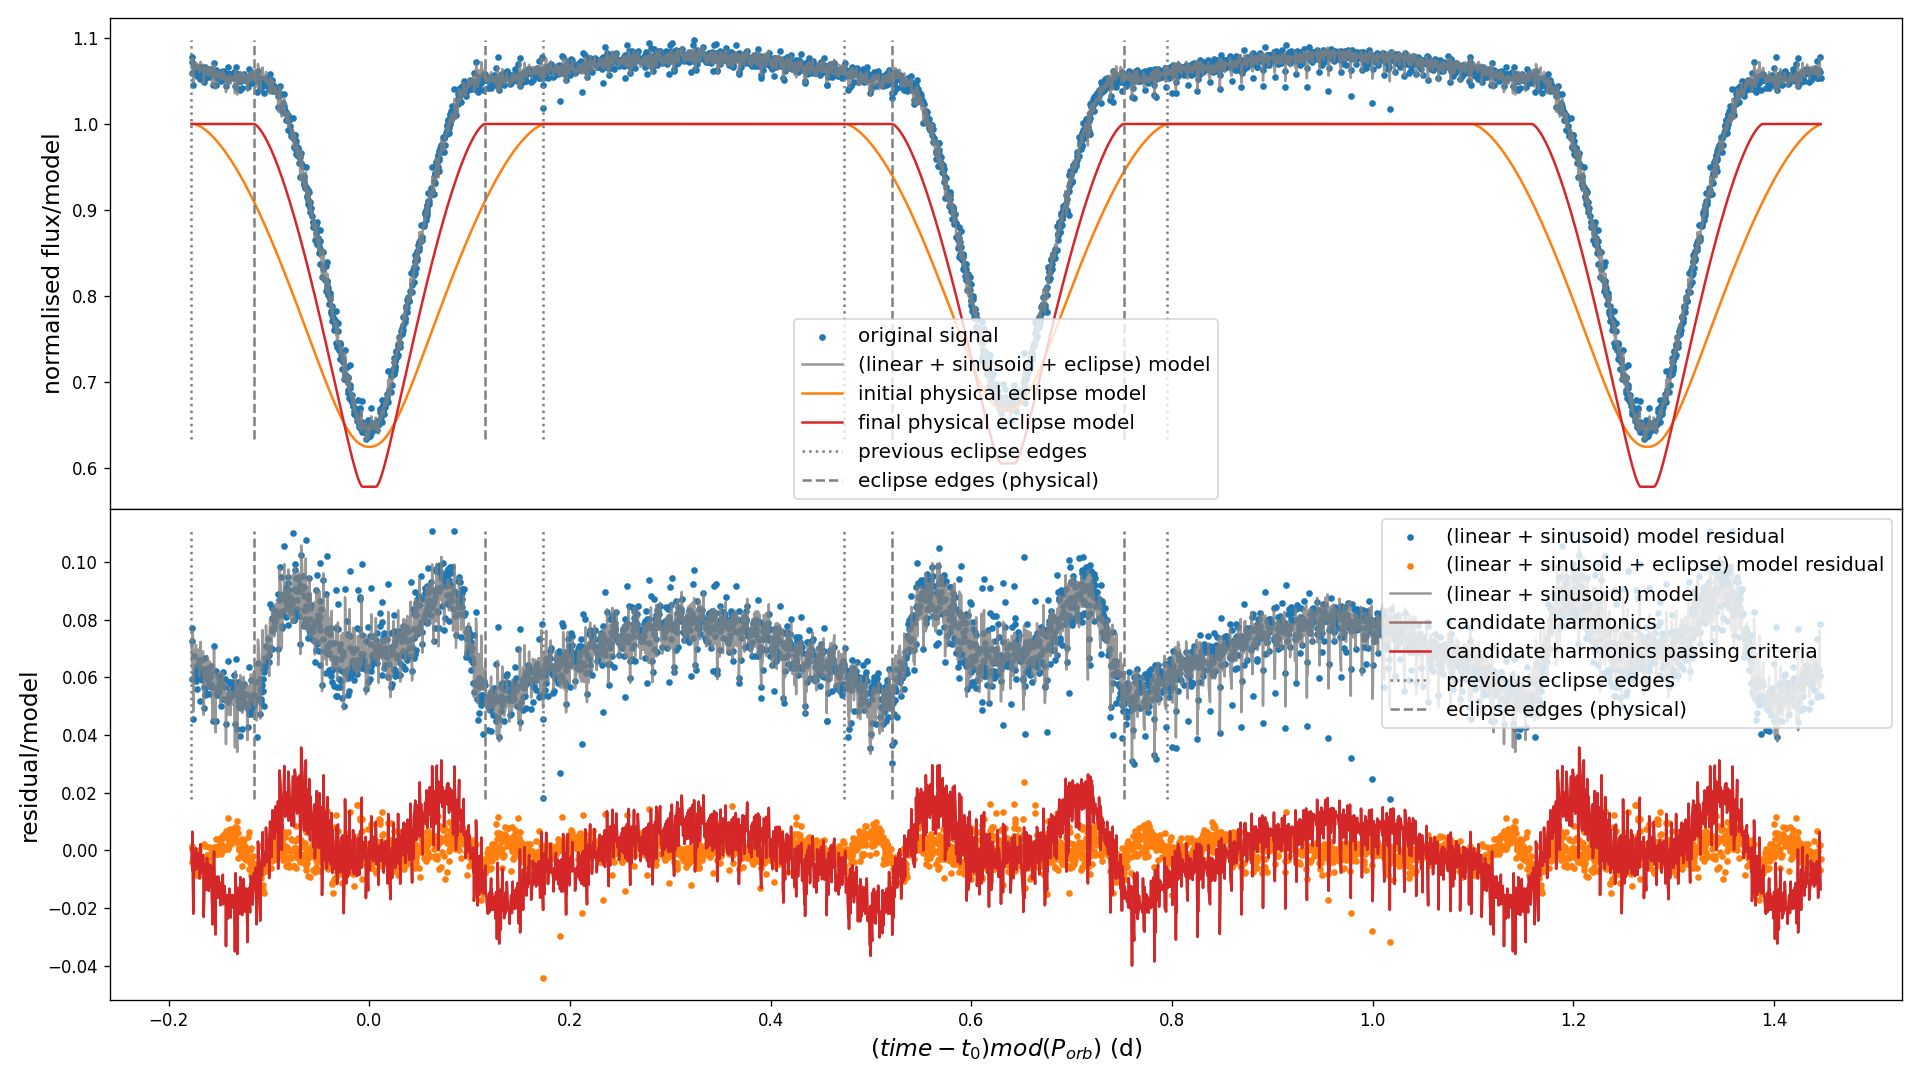 normalised flux/model
1.1
1.0
0.9
0.8
0.7
0.6
original signal
(linear + sinusoid + eclipse) model
initial physical eclipse model
final physical eclipse model
previous eclipse edges
eclipse edges (physical)
residual/model
0.10
0.08
0.06
0.04
0.02
0.00
−0.02
−0.04
(linear + sinusoid) model residual
(linear + sinusoid + eclipse) model residual
(linear + sinusoid) model
candidate harmonics
candidate harmonics passing criteria
previous eclipse edges
eclipse edges (physical)
−0.2 0.0 0.2 0.4 0.6 0.8 1.0 1.2 1.4
(time − t₀)mod(Pₒᵣb) (d)